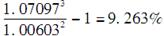 1.07097³/1.00603² − 1 = 9.263%